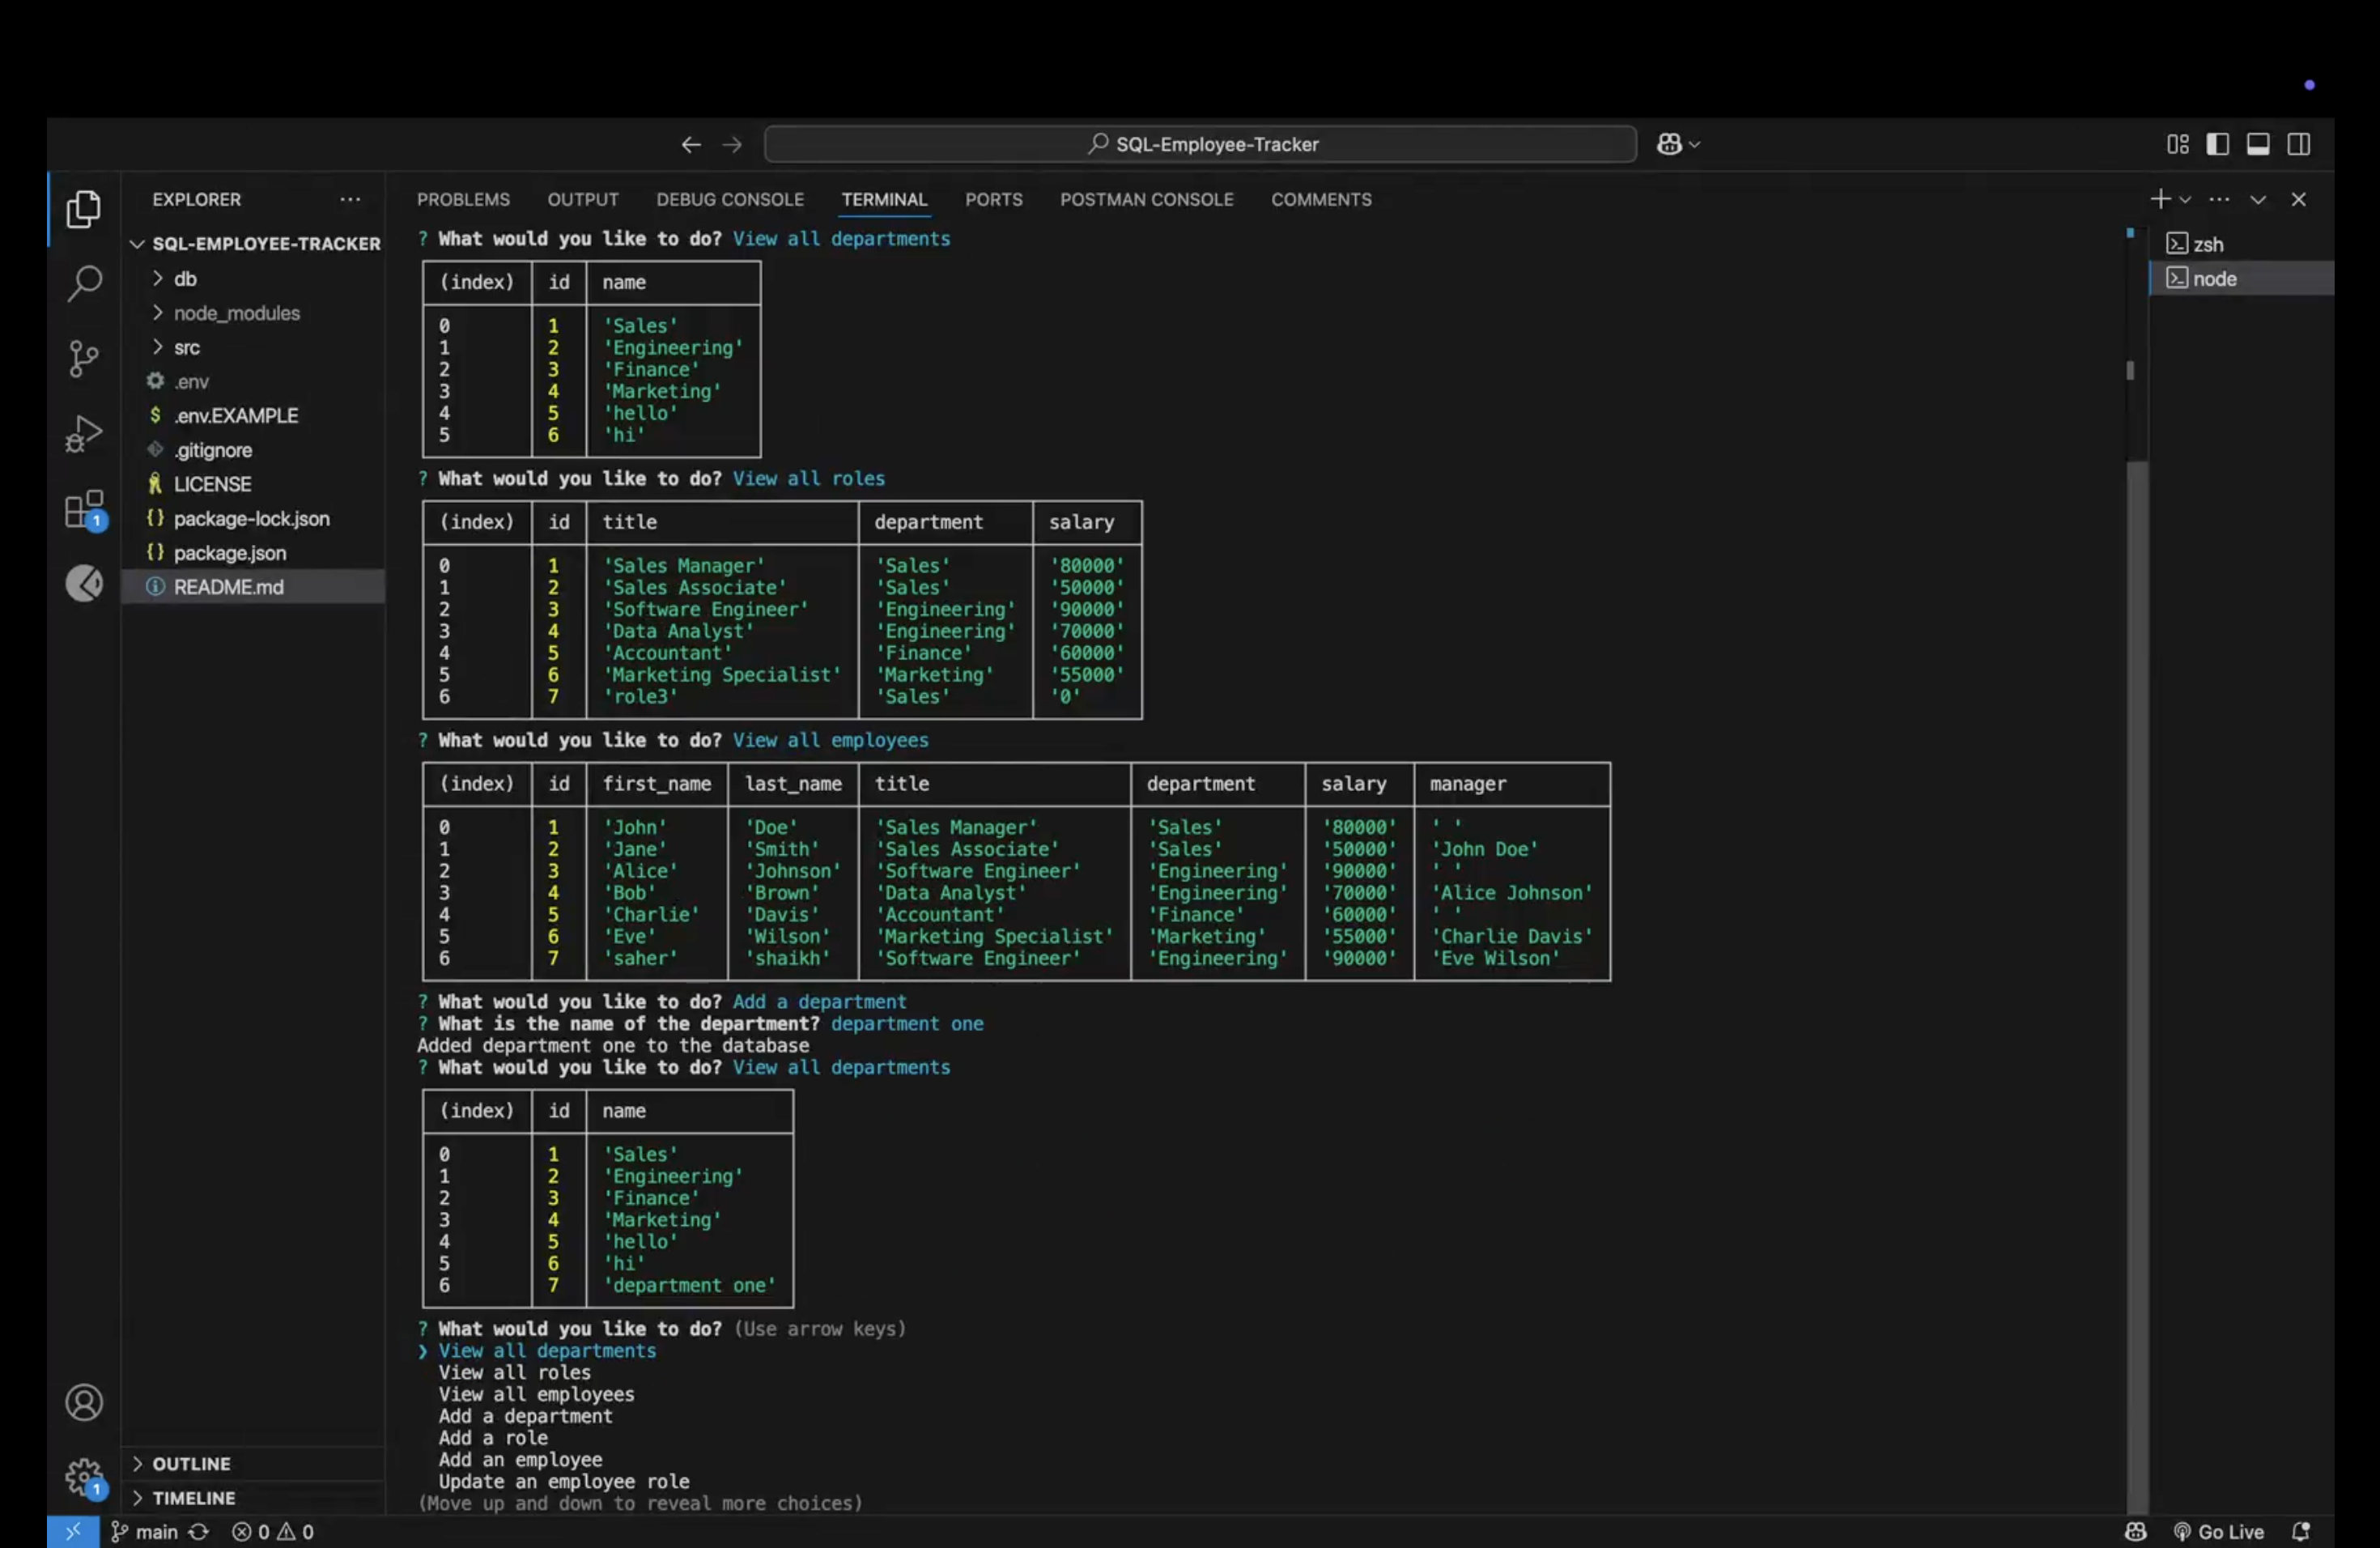 SQL-Employee-Tracker
EXPLORER
SQL-EMPLOYEE-TRACKER
db
node_modules
src
.env
.env.EXAMPLE
.gitignore
LICENSE
package-lock.json
package.json
README.md
1
PROBLEMS OUTPUT DEBUG CONSOLE TERMINAL PORTS POSTMAN CONSOLE COMMENTS
? What would you like to do? View all departments
(index) id name
0 1 'Sales'
1 2 'Engineering'
2 3 'Finance'
3 4 'Marketing'
4 5 'hello'
5 6 'hi'
? What would you like to do? View all roles
(index) id title department salary
0 1 'Sales Manager' 'Sales' '80000'
1 2 'Sales Associate' 'Sales' '50000'
2 3 'Software Engineer' 'Engineering' '90000'
3 4 'Data Analyst' 'Engineering' '70000'
4 5 'Accountant' 'Finance' '60000'
5 6 'Marketing Specialist' 'Marketing' '55000'
6 7 'role3' 'Sales' '0'
? What would you like to do? View all employees
(index) id first_name last_name title department salary manager
0 1 'John' 'Doe' 'Sales Manager' 'Sales' '80000' ' '
1 2 'Jane' 'Smith' 'Sales Associate' 'Sales' '50000' 'John Doe'
2 3 'Alice' 'Johnson' 'Software Engineer' 'Engineering' '90000' ' '
3 4 'Bob' 'Brown' 'Data Analyst' 'Engineering' '70000' 'Alice Johnson'
4 5 'Charlie' 'Davis' 'Accountant' 'Finance' '60000' ' '
5 6 'Eve' 'Wilson' 'Marketing Specialist' 'Marketing' '55000' 'Charlie Davis'
6 7 'saher' 'shaikh' 'Software Engineer' 'Engineering' '90000' 'Eve Wilson'
? What would you like to do? Add a department
? What is the name of the department? department one
Added department one to the database
? What would you like to do? View all departments
(index) id name
0 1 'Sales'
1 2 'Engineering'
2 3 'Finance'
3 4 'Marketing'
4 5 'hello'
5 6 'hi'
6 7 'department one'
? What would you like to do? (Use arrow keys)
❯ View all departments
View all roles
View all employees
Add a department
Add a role
Add an employee
Update an employee role
(Move up and down to reveal more choices)
zsh
node
OUTLINE
TIMELINE
1
main 0 0
Go Live